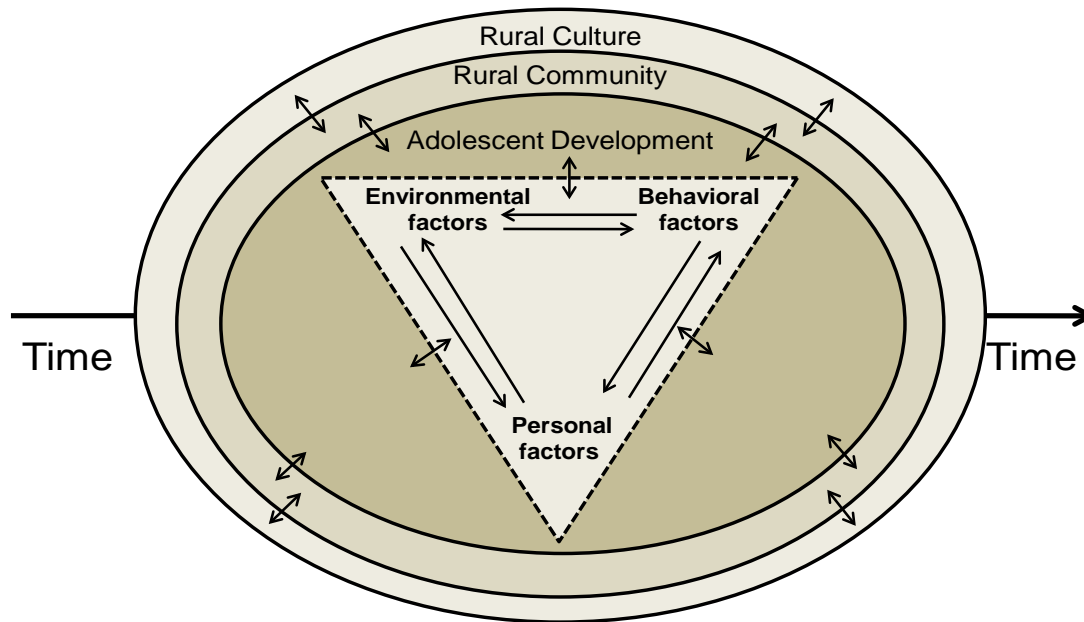 Rural Culture
Rural Community
Adolescent Development
Environmental
factors
Behavioral
factors
Time
Time
Personal
factors